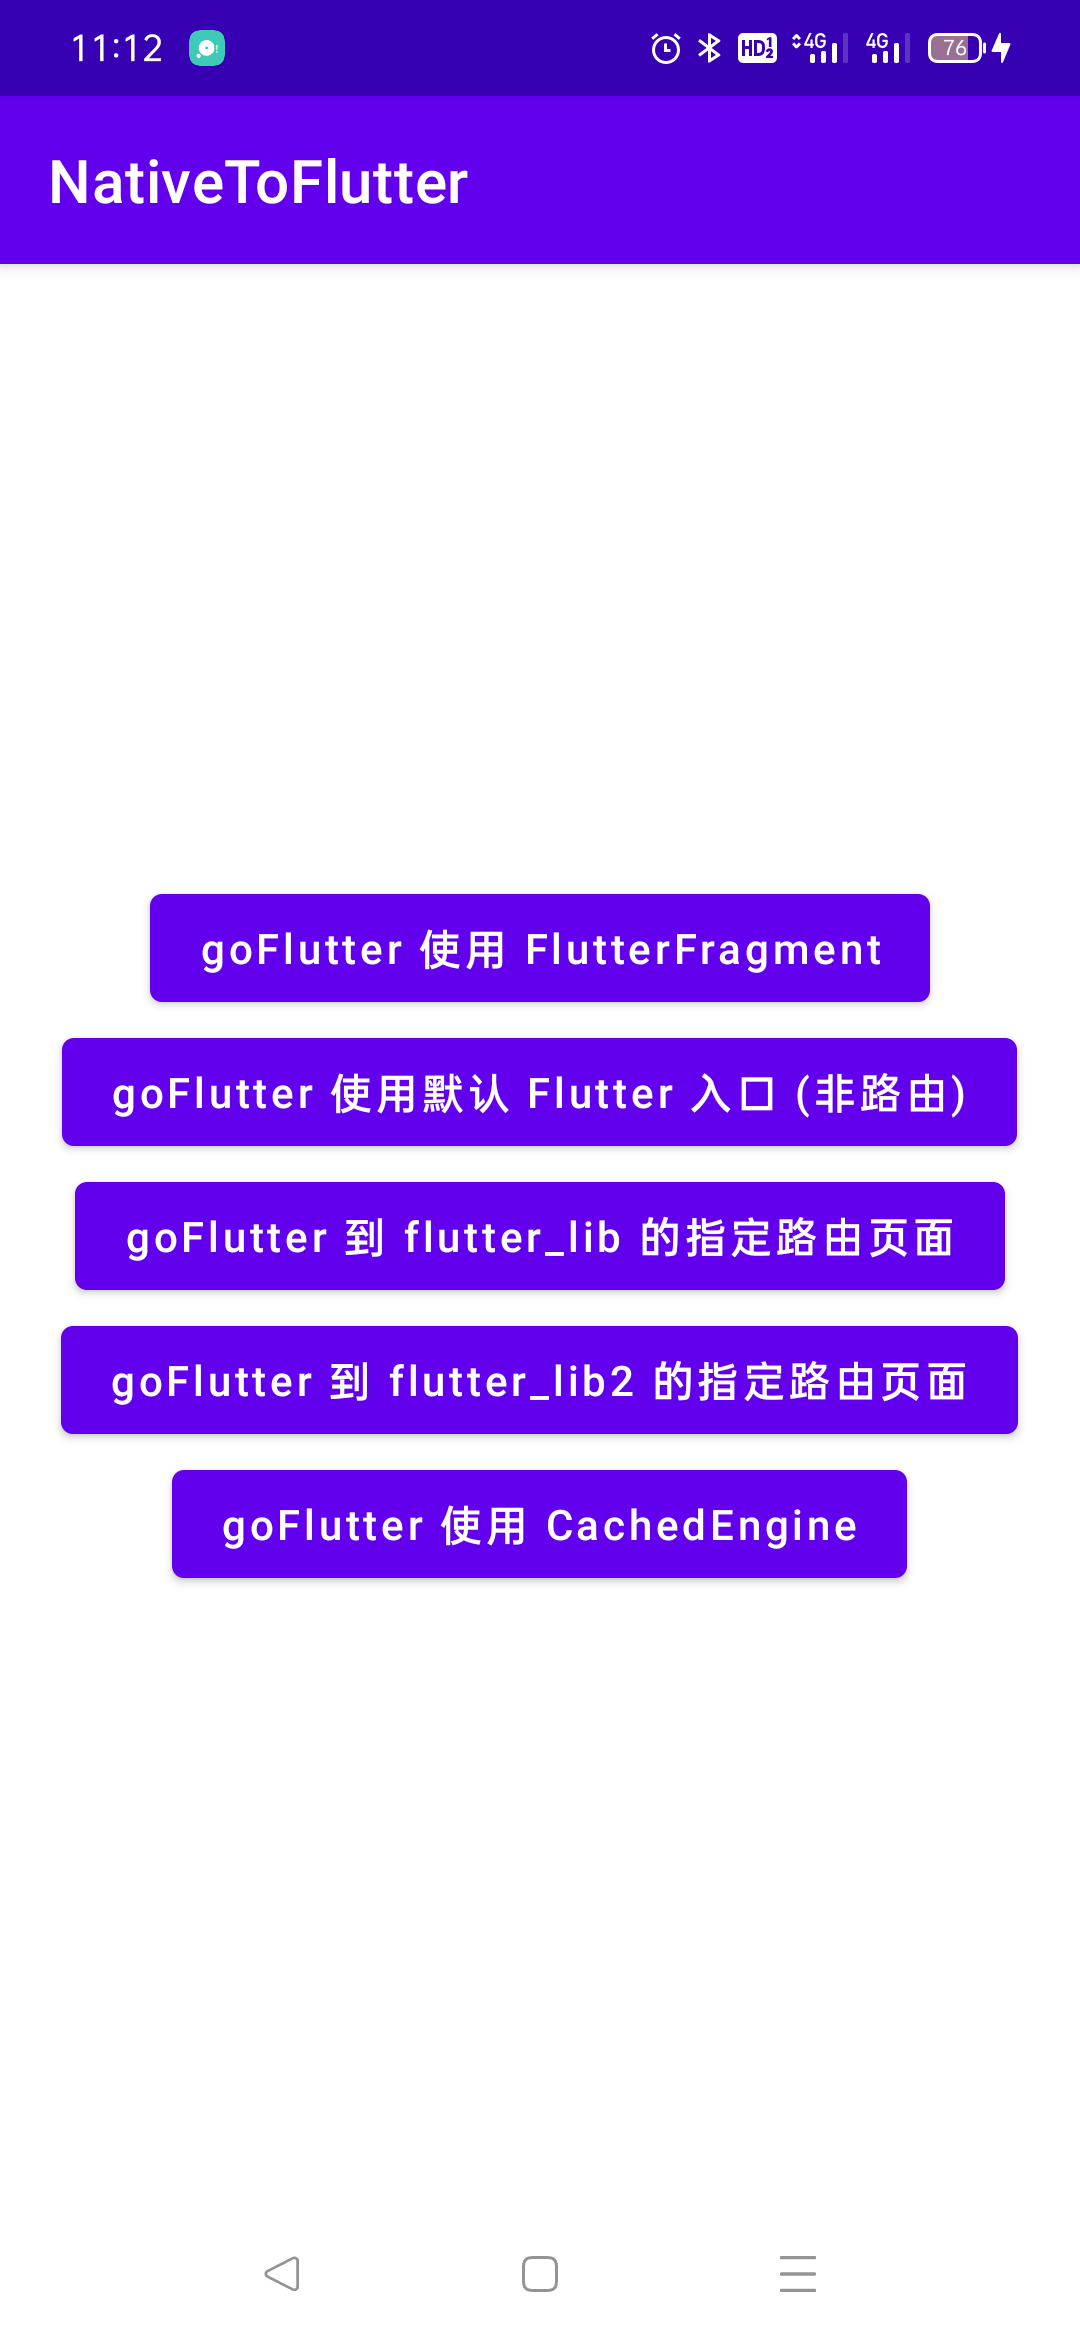 11:12
HD 1 2 4G 4G 76
NativeToFlutter
goFlutter 使用 FlutterFragment
goFlutter 使用默认 Flutter 入口 (非路由)
goFlutter 到 flutter_lib 的指定路由页面
goFlutter 到 flutter_lib2 的指定路由页面
goFlutter 使用 CachedEngine